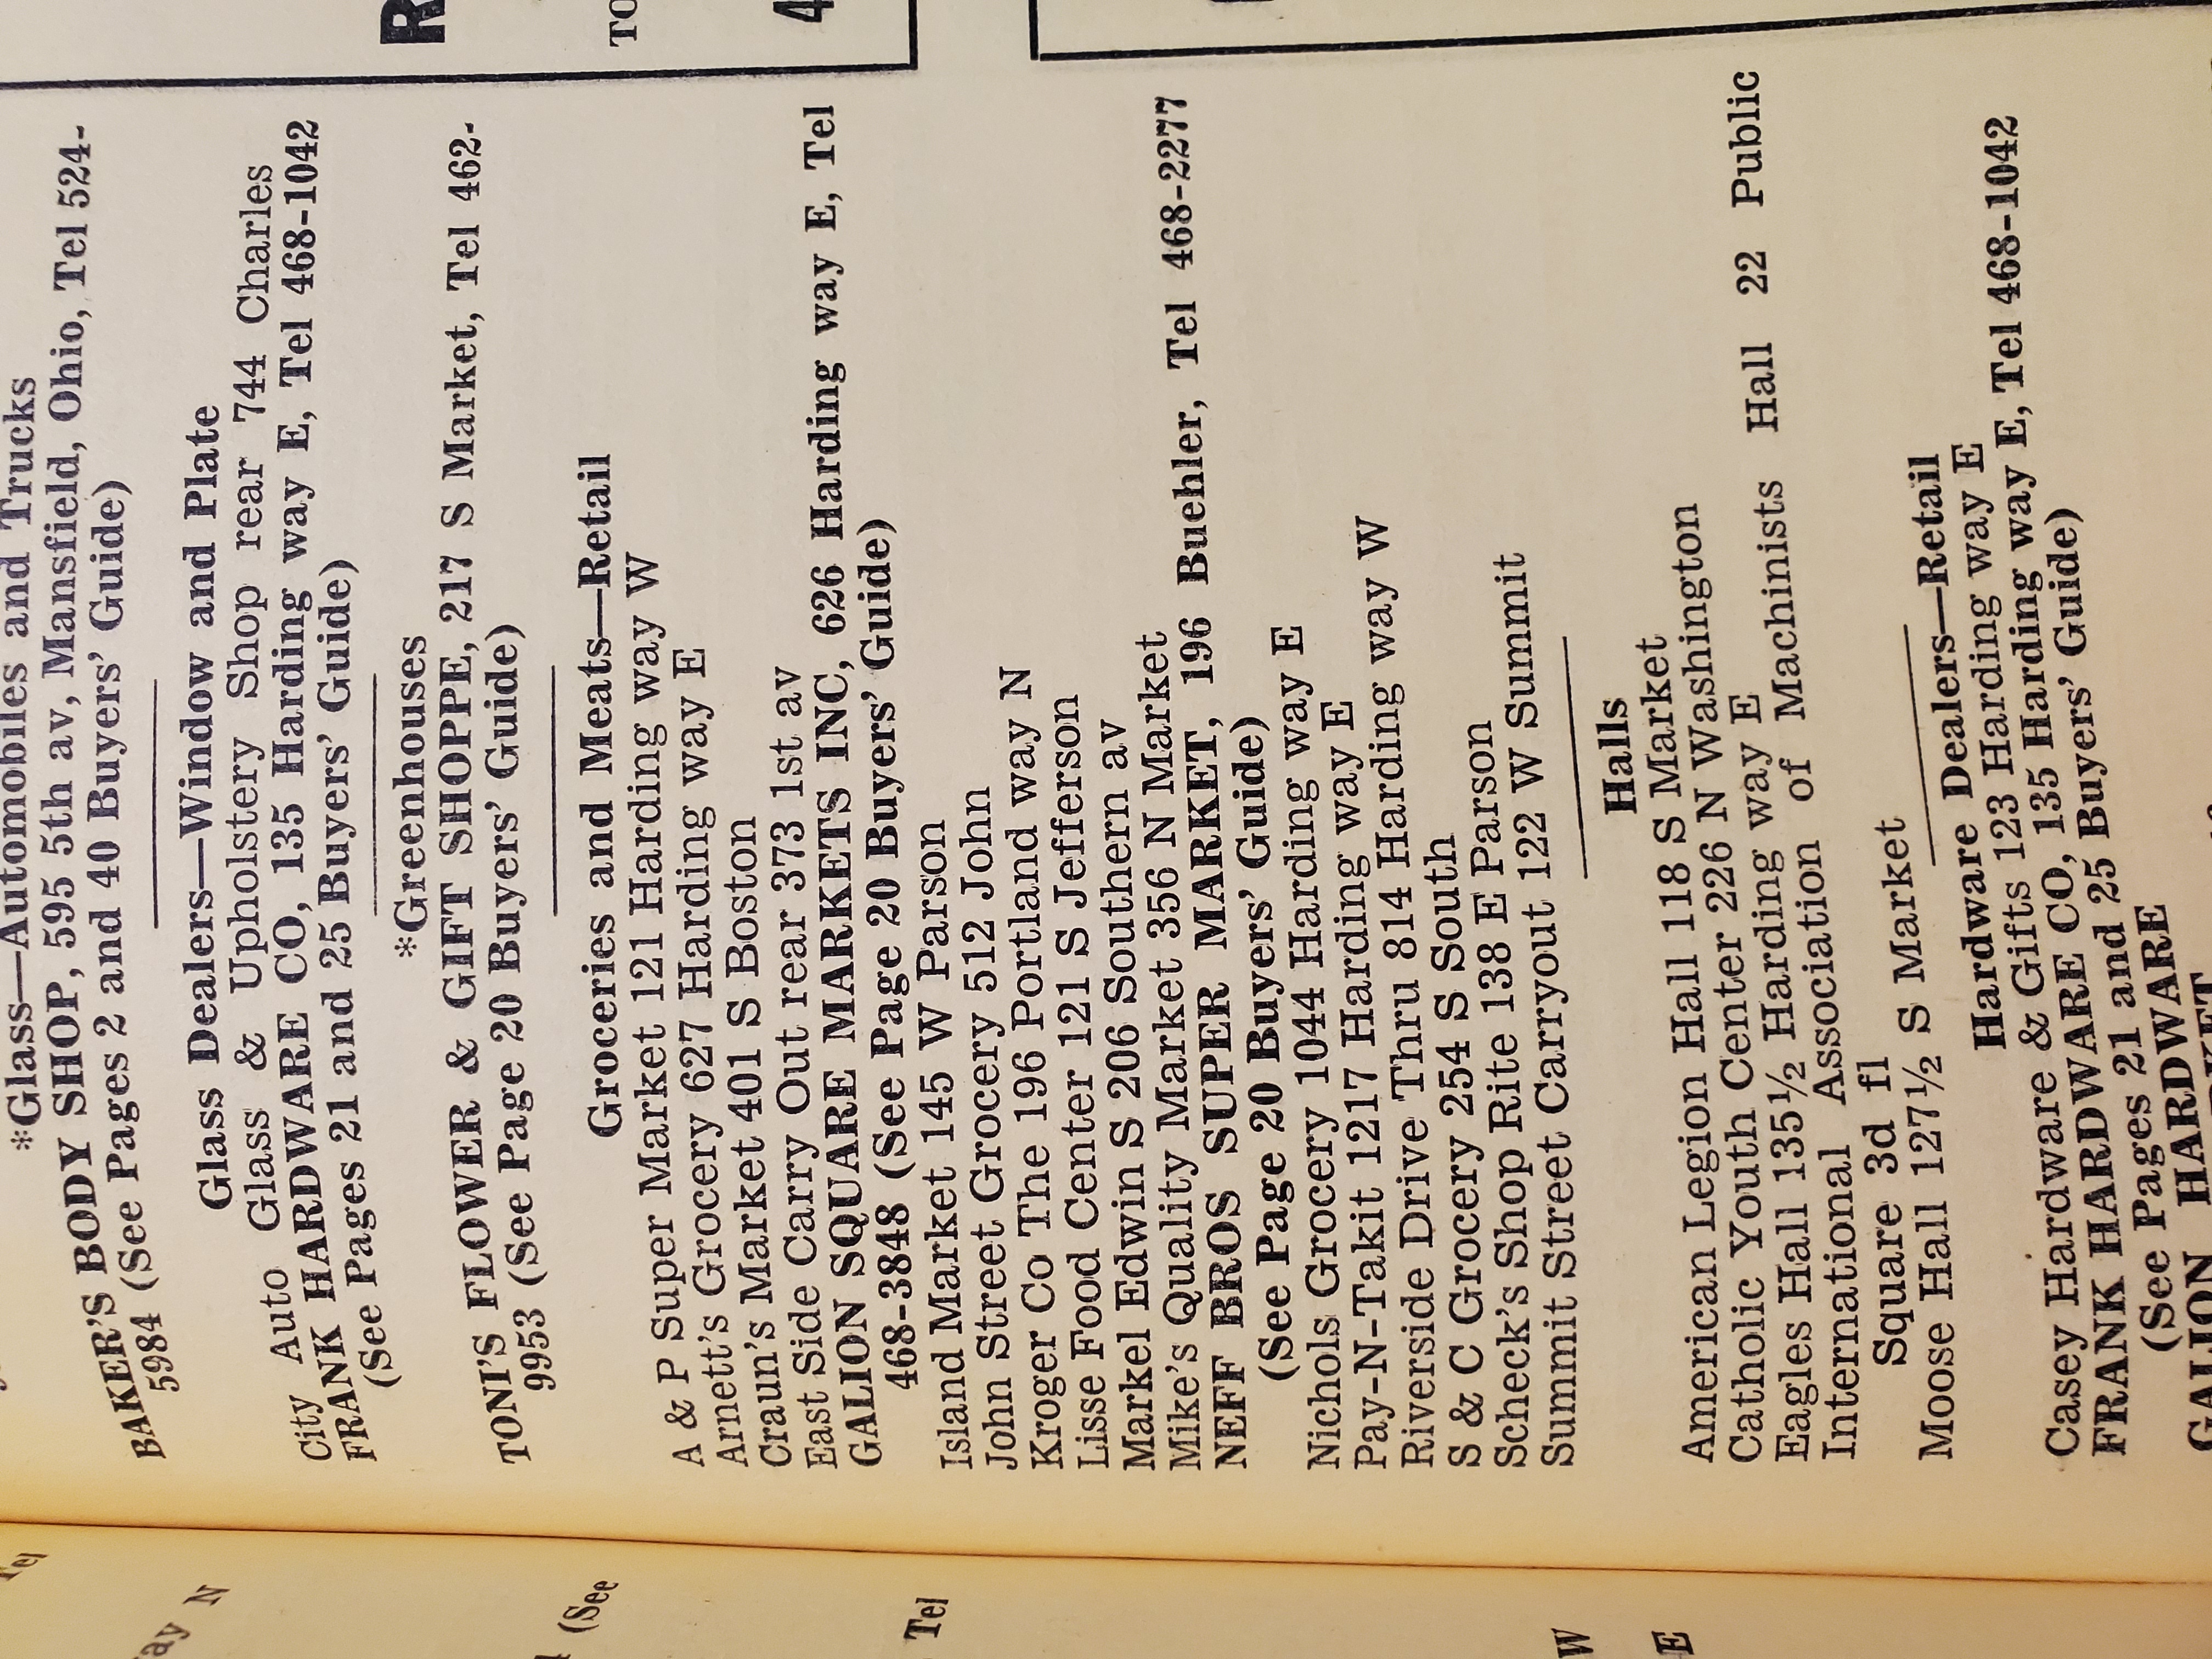 *Glass—Automobiles and Trucks
BAKER'S BODY SHOP, 595 5th av, Mansfield, Ohio, Tel 524-
5984 (See Pages 2 and 40 Buyers' Guide)
Glass Dealers—Window and Plate
City Auto Glass & Upholstery Shop rear 744 Charles
FRANK HARDWARE CO, 135 Harding way E, Tel 468-1042
(See Pages 21 and 25 Buyers' Guide)
*Greenhouses
TONI'S FLOWER & GIFT SHOPPE, 217 S Market, Tel 462-
9953 (See Page 20 Buyers' Guide)
Groceries and Meats—Retail
A & P Super Market 121 Harding way W
Arnett's Grocery 627 Harding way E
Craun's Market 401 S Boston
East Side Carry Out rear 373 1st av
GALION SQUARE MARKETS INC, 626 Harding way E, Tel
468-3848 (See Page 20 Buyers' Guide)
Island Market 145 W Parson
John Street Grocery 512 John
Kroger Co The 196 Portland way N
Lisse Food Center 121 S Jefferson
Markel Edwin S 206 Southern av
Mike's Quality Market 356 N Market
NEFF BROS SUPER MARKET, 196 Buehler, Tel 468-2277
(See Page 20 Buyers' Guide)
Nichols Grocery 1044 Harding way E
Pay-N-Takit 1217 Harding way E
Riverside Drive Thru 814 Harding way W
S & C Grocery 254 S South
Scheck's Shop Rite 138 E Parson
Summit Street Carryout 122 W Summit
Halls
American Legion Hall 118 S Market
Catholic Youth Center 226 N Washington
Eagles Hall 135½ Harding way E
International Association of Machinists Hall 22 Public
Square 3d fl
Moose Hall 127½ S Market
Hardware Dealers—Retail
Casey Hardware & Gifts 123 Harding way E
FRANK HARDWARE CO, 135 Harding way E, Tel 468-1042
(See Pages 21 and 25 Buyers' Guide)
GALION HARDWARE
R
TO
4
Tel
N
(See
Tel
W
E